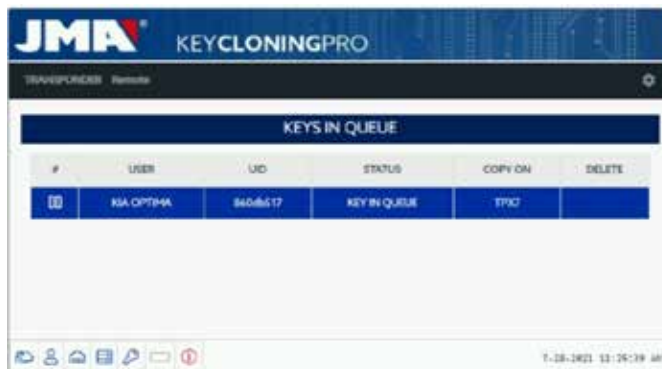 JMA KEYCLONINGPRO
TRANSPONDER Remote
KEYS IN QUEUE
# USER UID STATUS COPY ON DELETE
KIA OPTIMA KEY IN QUEUE